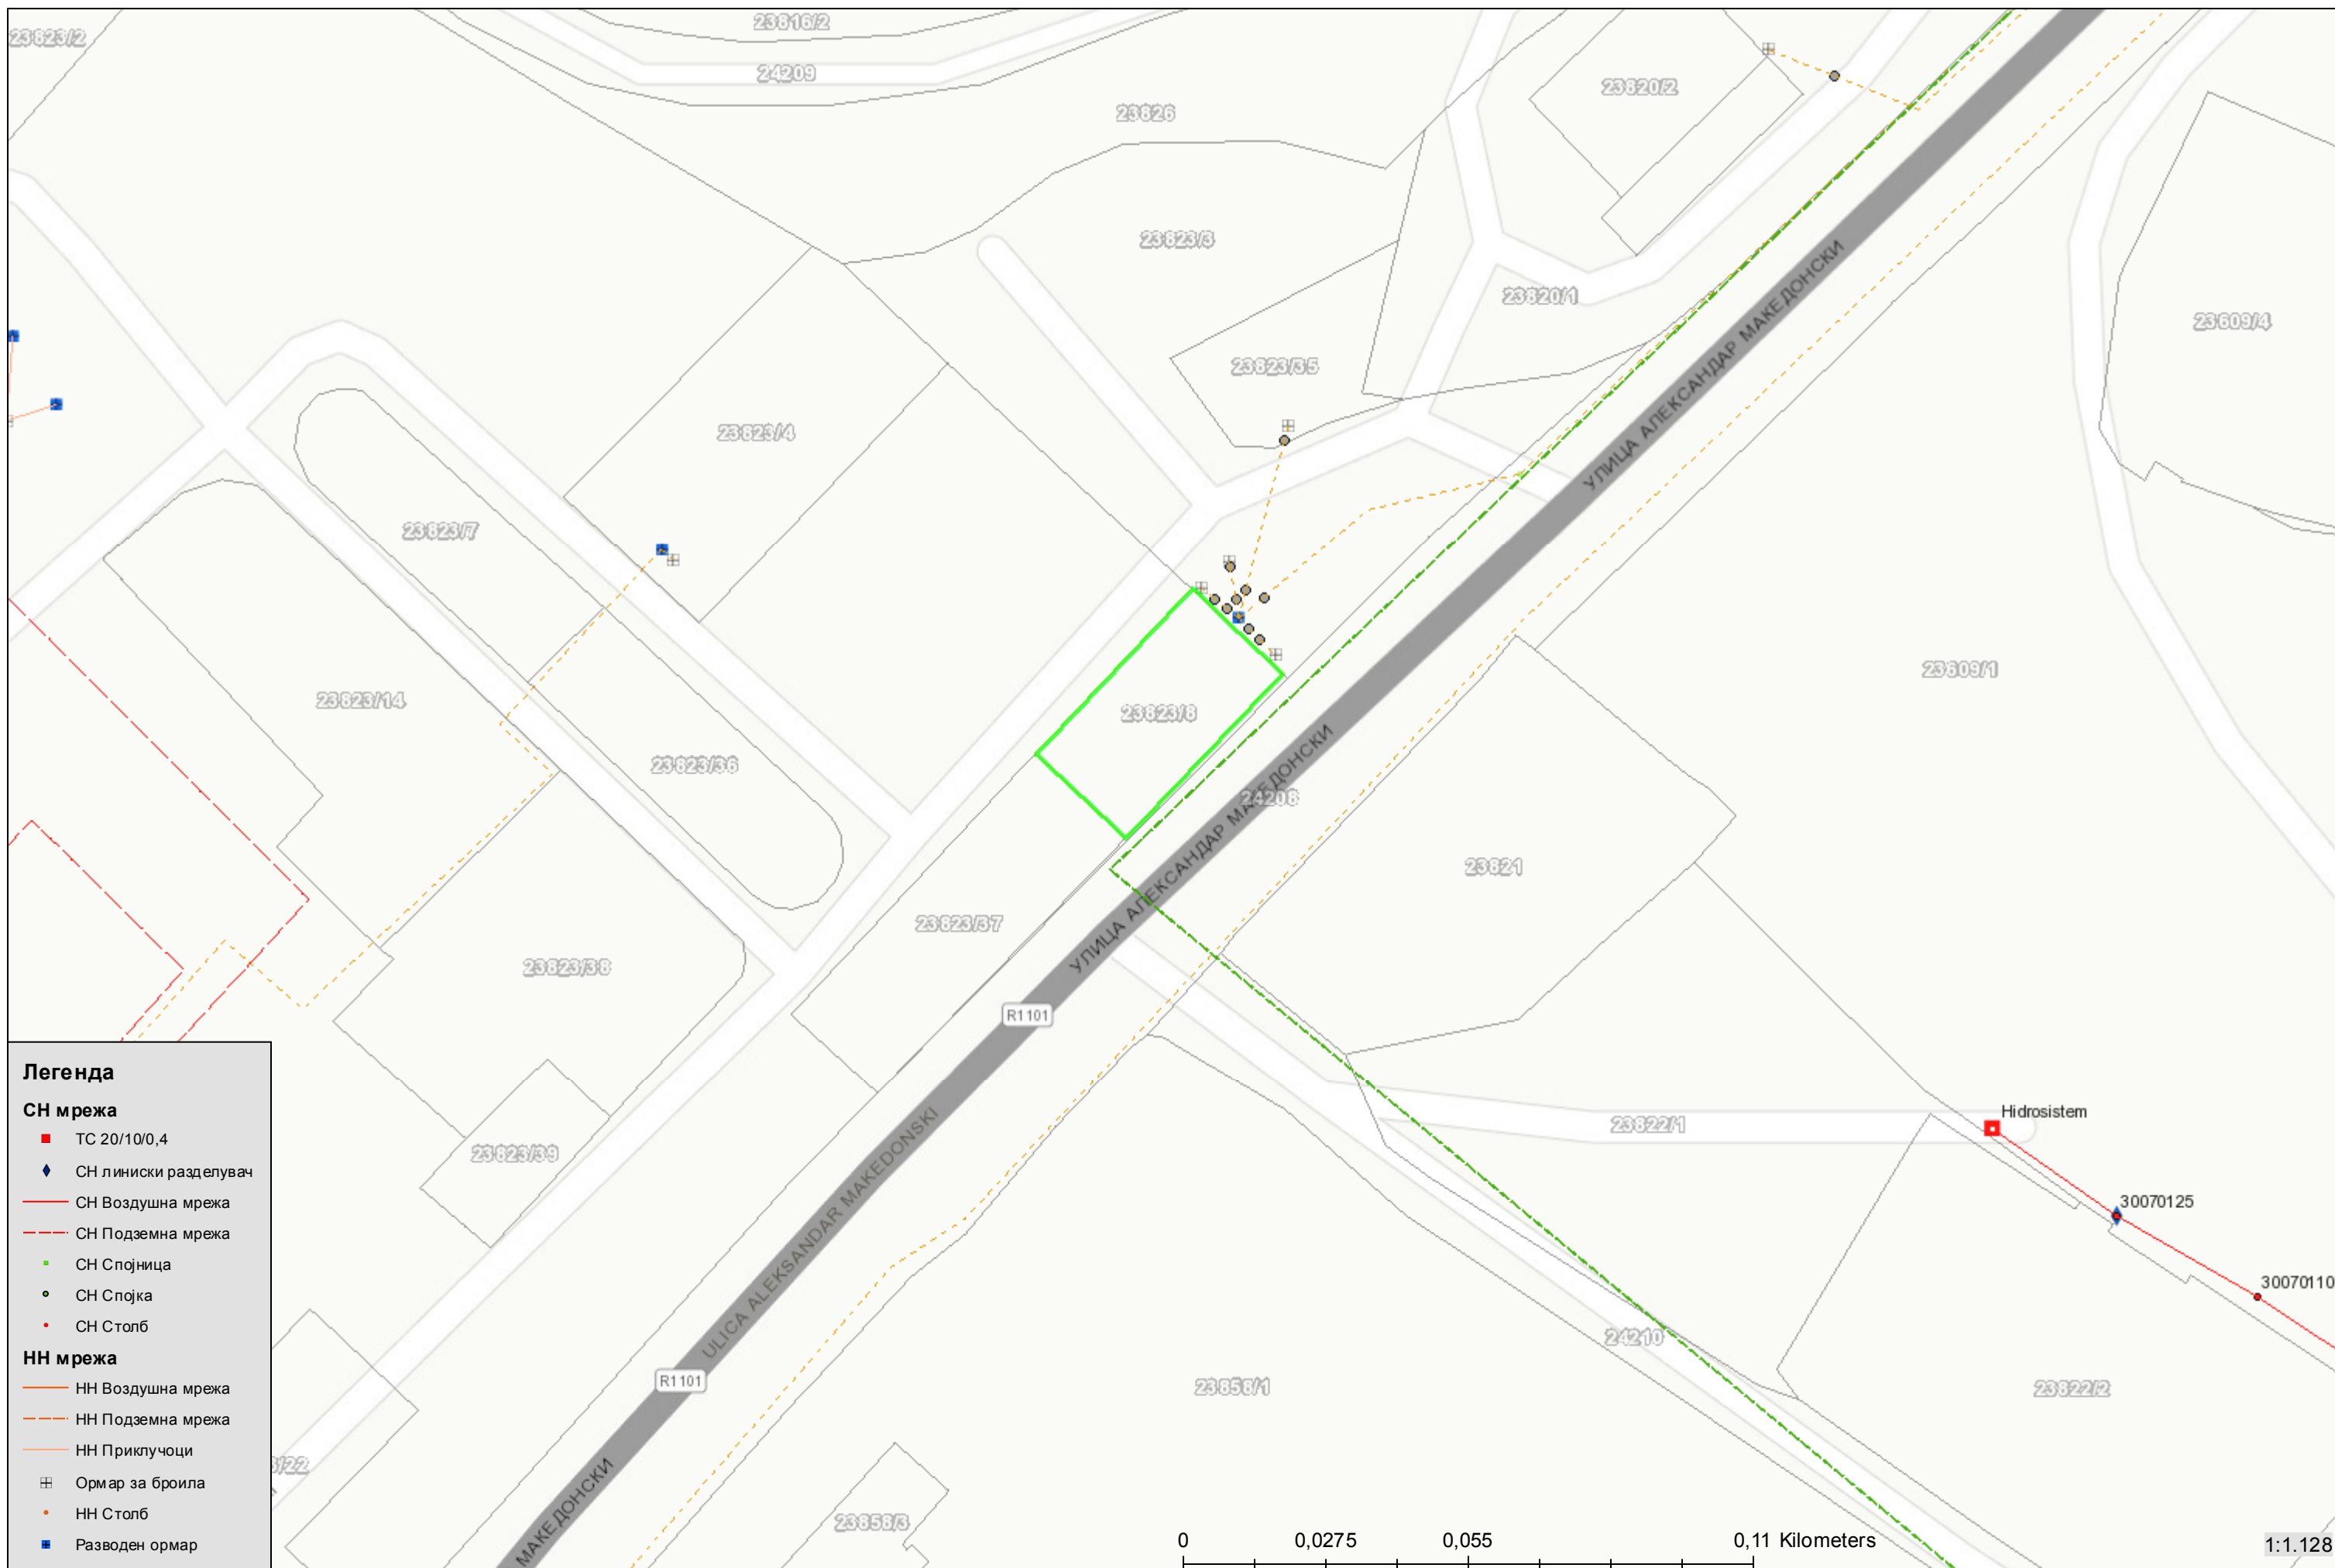 23823/2
23816/2
24209
23826
23820/2
23823/3
23820/1
23609/4
23823/35
УЛИЦА АЛЕКСАНДАР МАКЕДОНСКИ
23823/4
23823/7
23609/1
23823/14
23823/8
23823/36
24208
УЛИЦА АЛЕКСАНДАР МАКЕДОНСКИ
23821
23823/37
23823/38
R1101
Hidrosistem
23822/1
23823/39
30070125
ULICA ALEKSANDAR MAKEDONSKI
30070110
24210
R1101
23858/1
23822/2
МАКЕДОНСКИ
23858/3
Легенда
СН мрежа
ТС 20/10/0,4
СН линиски разделувач
СН Воздушна мрежа
СН Подземна мрежа
СН Спојница
СН Спојка
СН Столб
НН мрежа
НН Воздушна мрежа
НН Подземна мрежа
НН Приклучоци
Ормар за броила
НН Столб
Разводен ормар
0 0,0275 0,055 0,11 Kilometers
1:1.128